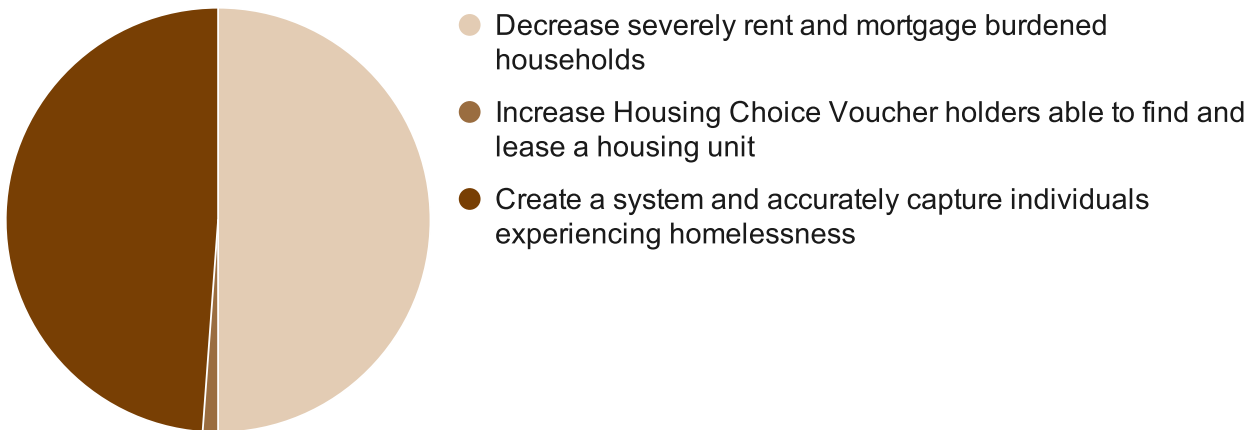 Decrease severely rent and mortgage burdened
households
Increase Housing Choice Voucher holders able to find and
lease a housing unit
Create a system and accurately capture individuals
experiencing homelessness